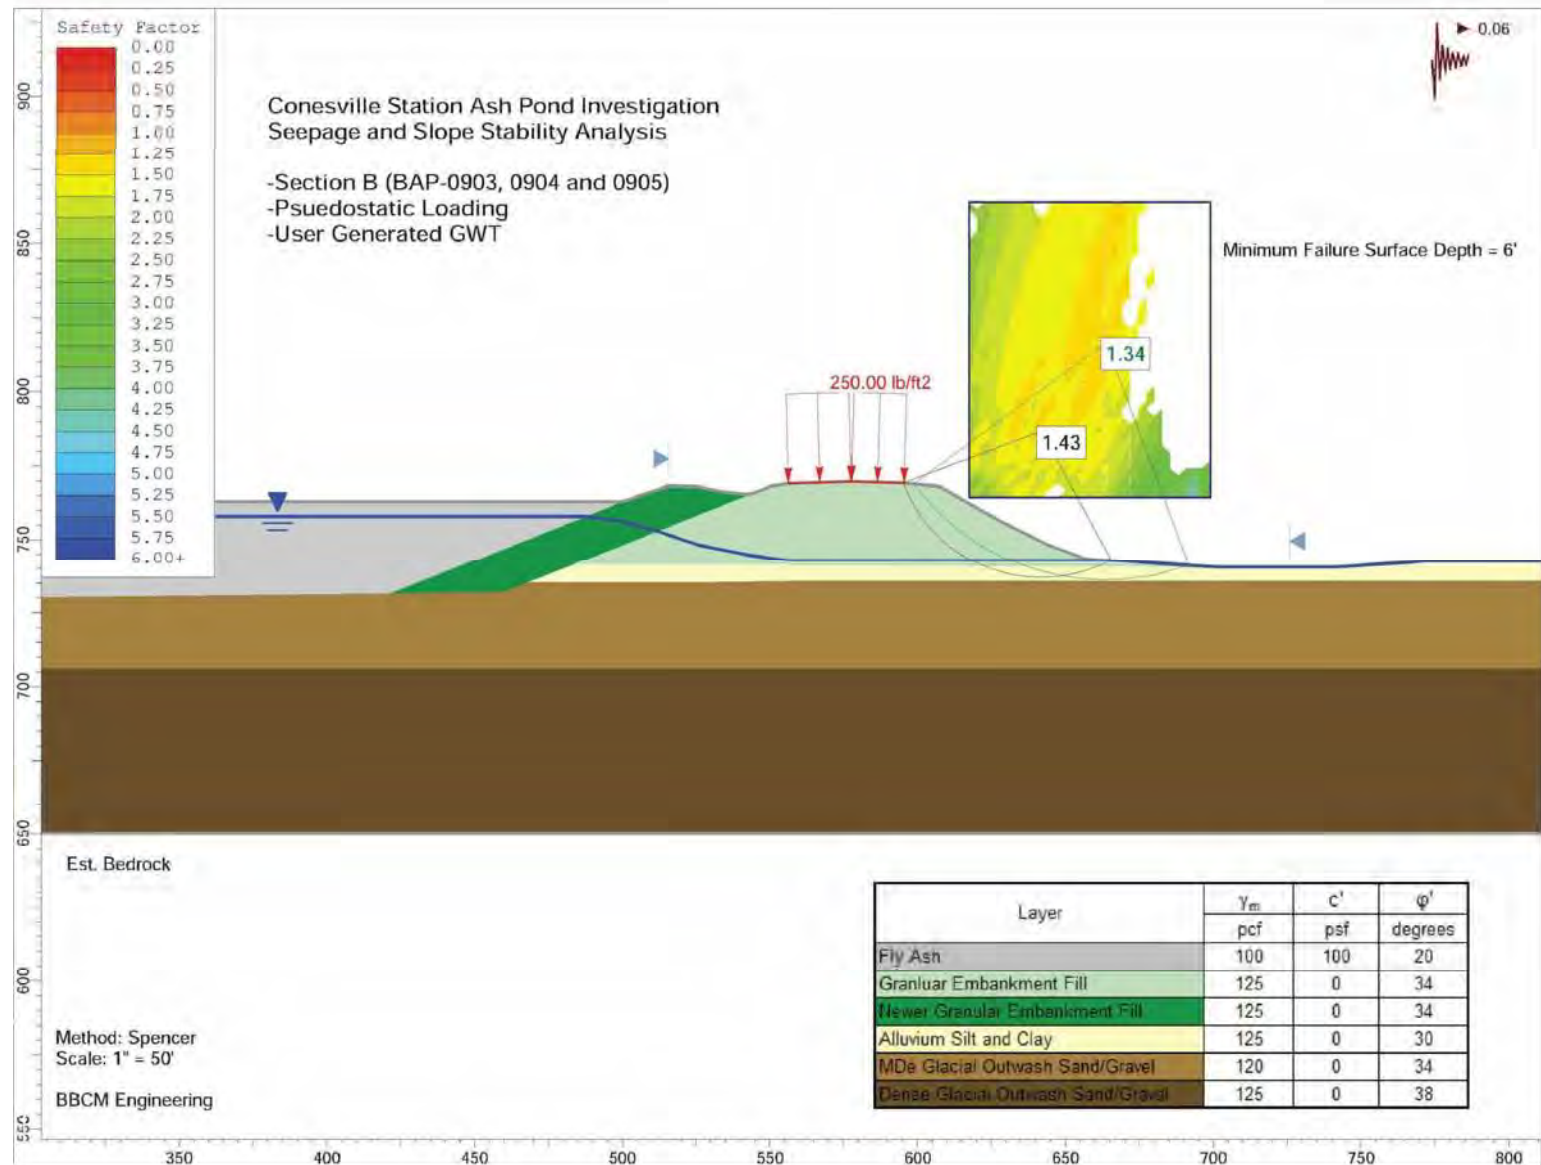 Safety Factor
0.00
0.25
0.50
0.75
1.00
1.25
1.50
1.75
2.00
2.25
2.50
2.75
3.00
3.25
3.50
3.75
4.00
4.25
4.50
4.75
5.00
5.25
5.50
5.75
6.00+
0.06
Conesville Station Ash Pond Investigation
Seepage and Slope Stability Analysis
-Section B (BAP-0903, 0904 and 0905)
-Psuedostatic Loading
-User Generated GWT
Minimum Failure Surface Depth = 6'
1.34
250.00 lb/ft2
1.43
900
850
800
750
700
650
600
550
Est. Bedrock
Method: Spencer
Scale: 1" = 50'
BBCM Engineering
Layer γm c' φ'
pcf psf degrees
Fly Ash 100 100 20
Granluar Embankment Fill 125 0 34
Newer Granular Embankment Fill 125 0 34
Alluvium Silt and Clay 125 0 30
MDe Glacial Outwash Sand/Gravel 120 0 34
Dense Glacial Outwash Sand/Gravel 125 0 38
350 400 450 500 550 600 650 700 750 800